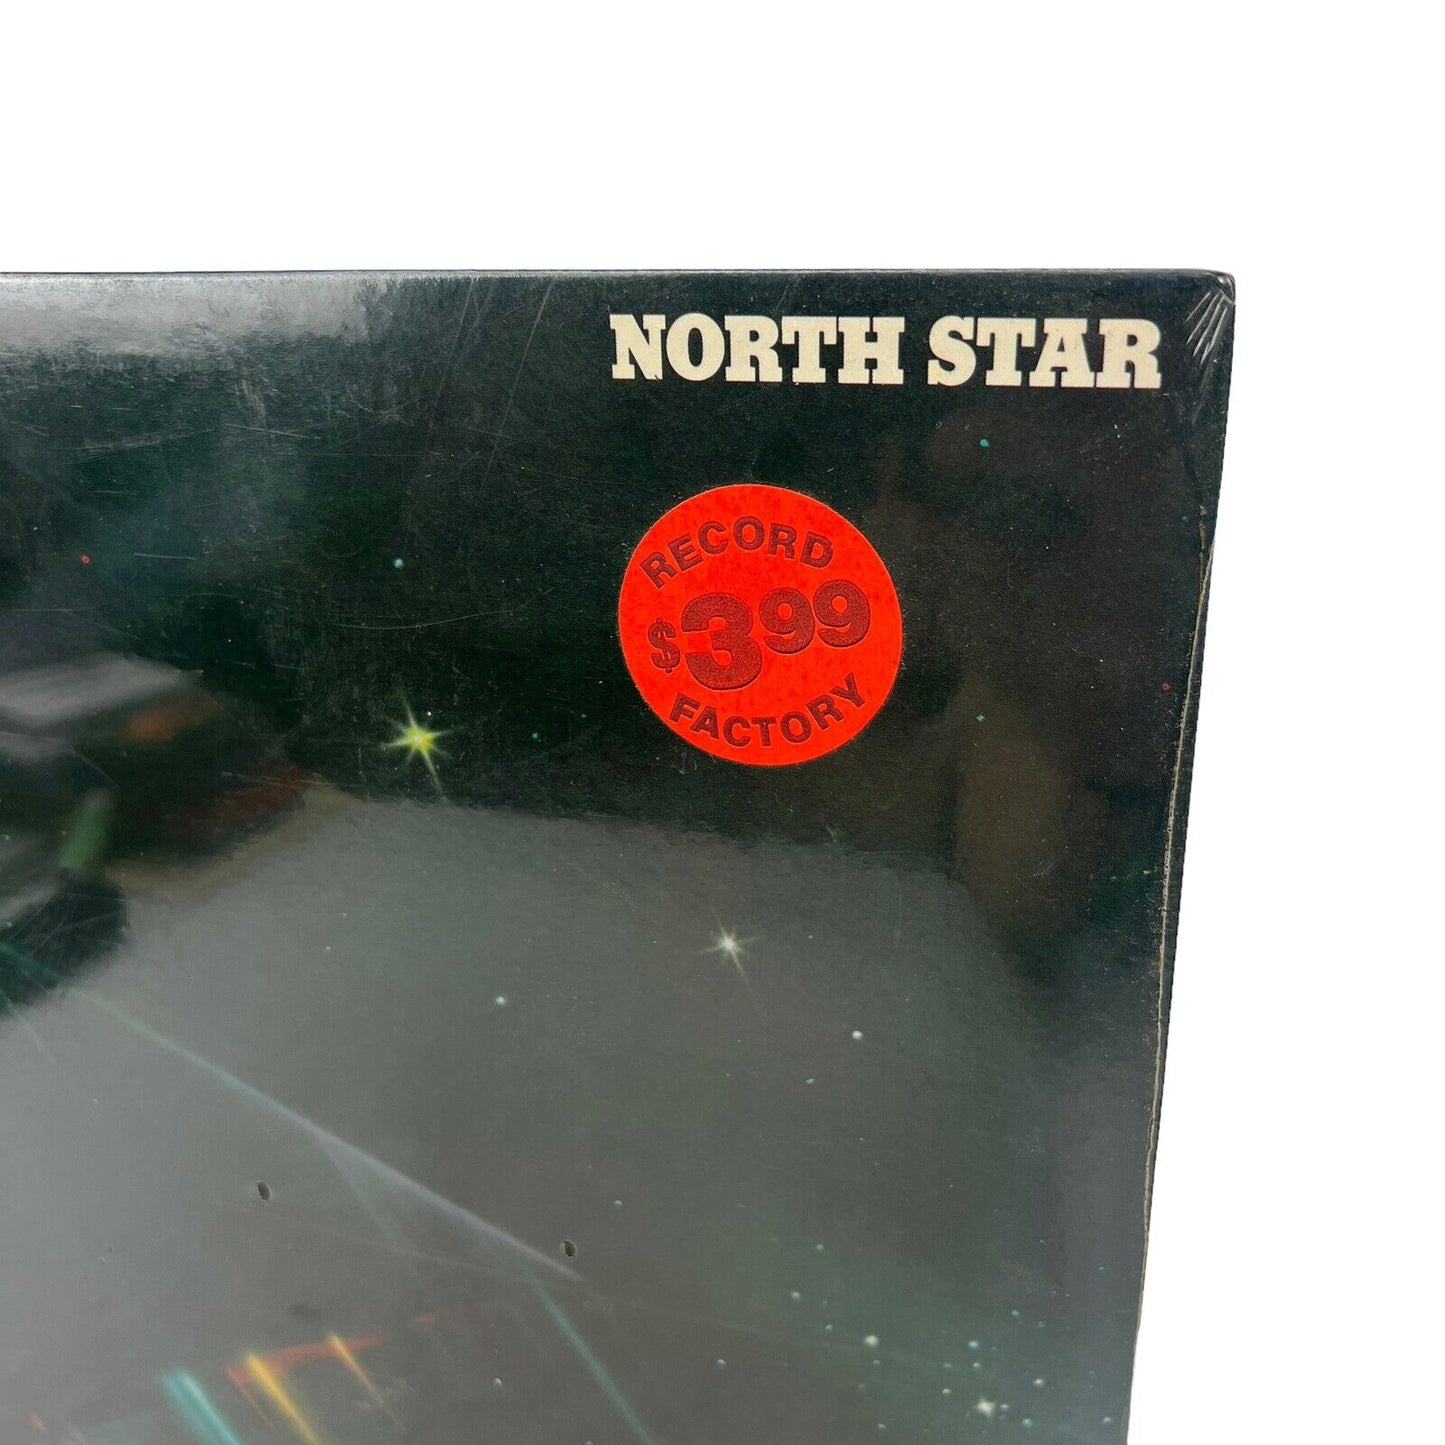 NORTH STAR
RECORD
$3.99
FACTORY